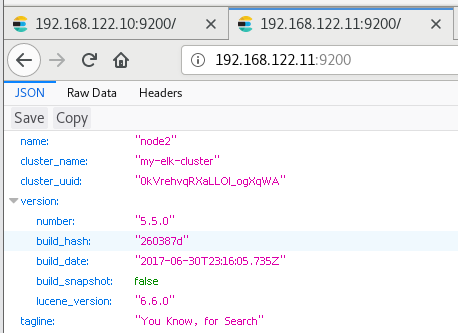 192.168.122.10:9200/
192.168.122.11:9200/
192.168.122.11:9200
JSON Raw Data Headers
Save Copy
name: "node2"
cluster_name: "my-elk-cluster"
cluster_uuid: "0kVrehvqRXaLLOl_ogXqWA"
version:
number: "5.5.0"
build_hash: "260387d"
build_date: "2017-06-30T23:16:05.735Z"
build_snapshot: false
lucene_version: "6.6.0"
tagline: "You Know, for Search"